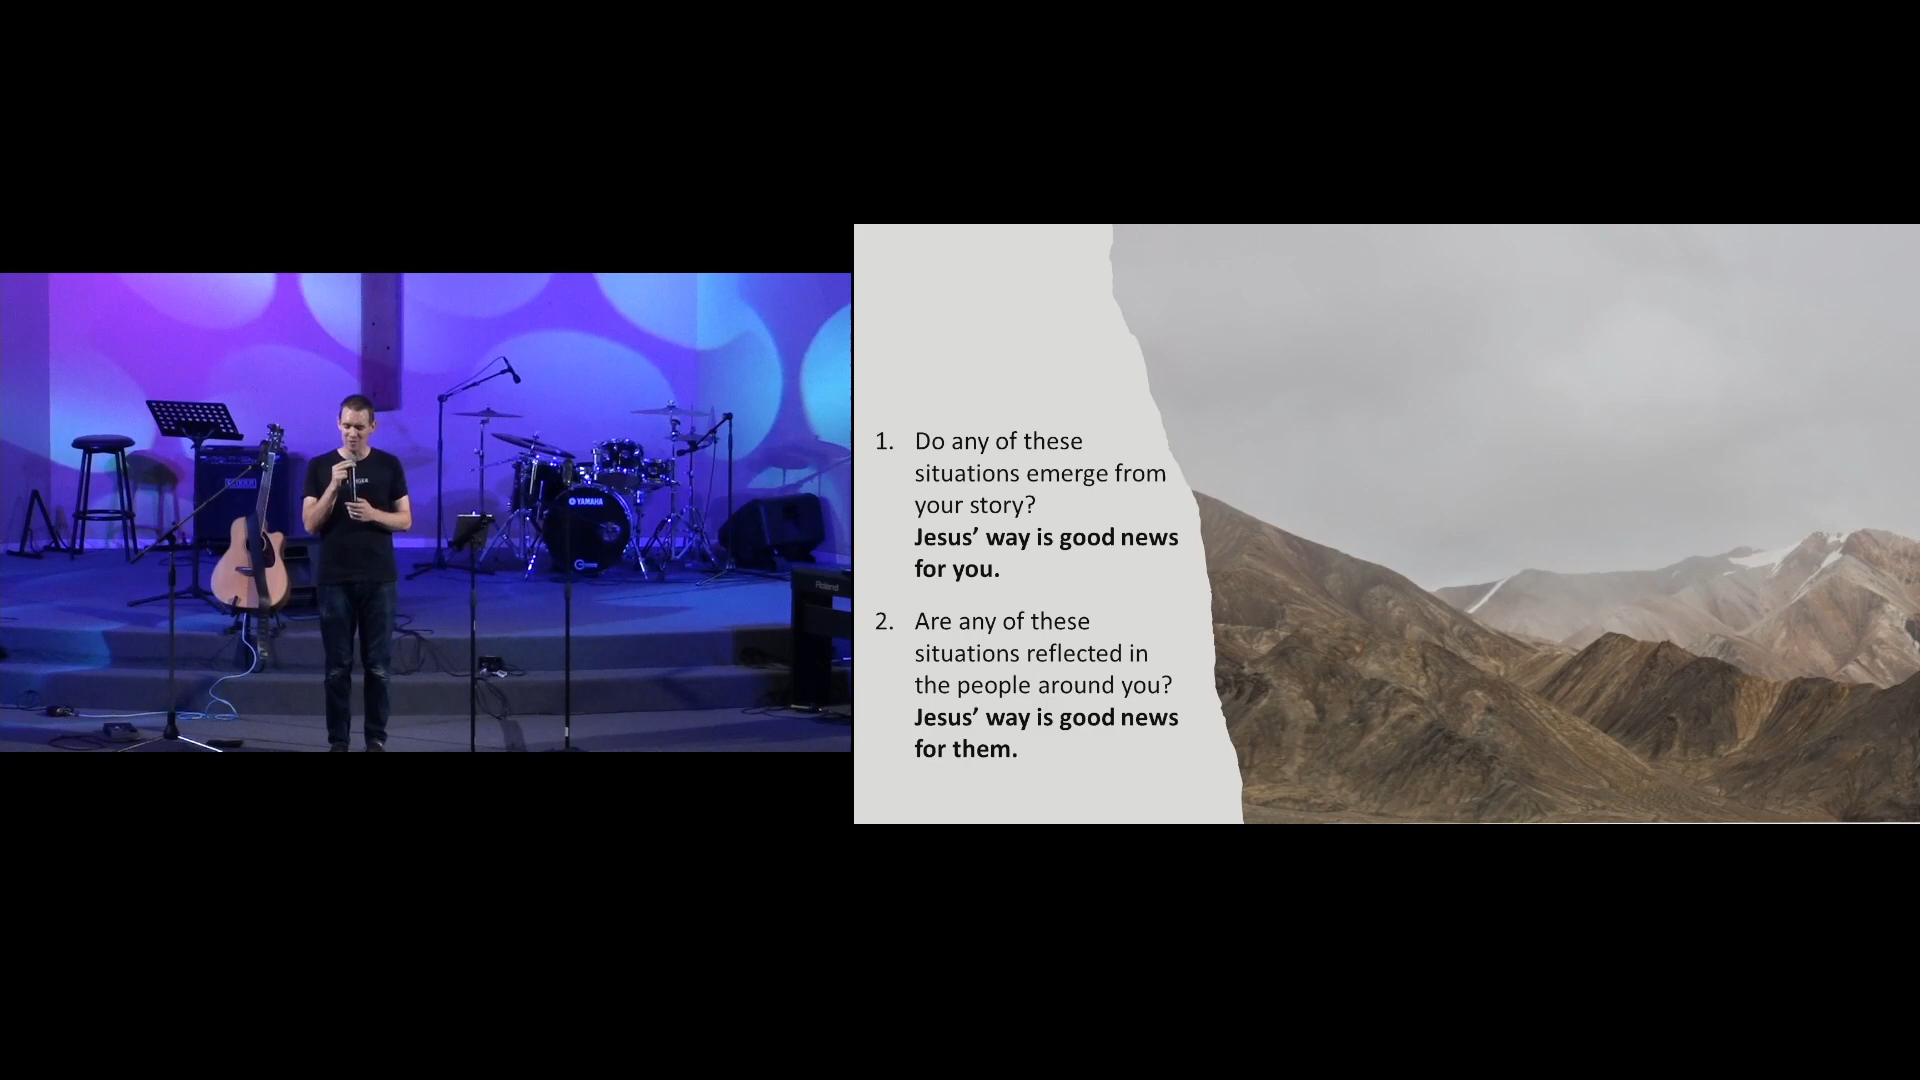 YAMAHA
Roland
1. Do any of these
situations emerge from
your story?
Jesus’ way is good news
for you.
2. Are any of these
situations reflected in
the people around you?
Jesus’ way is good news
for them.